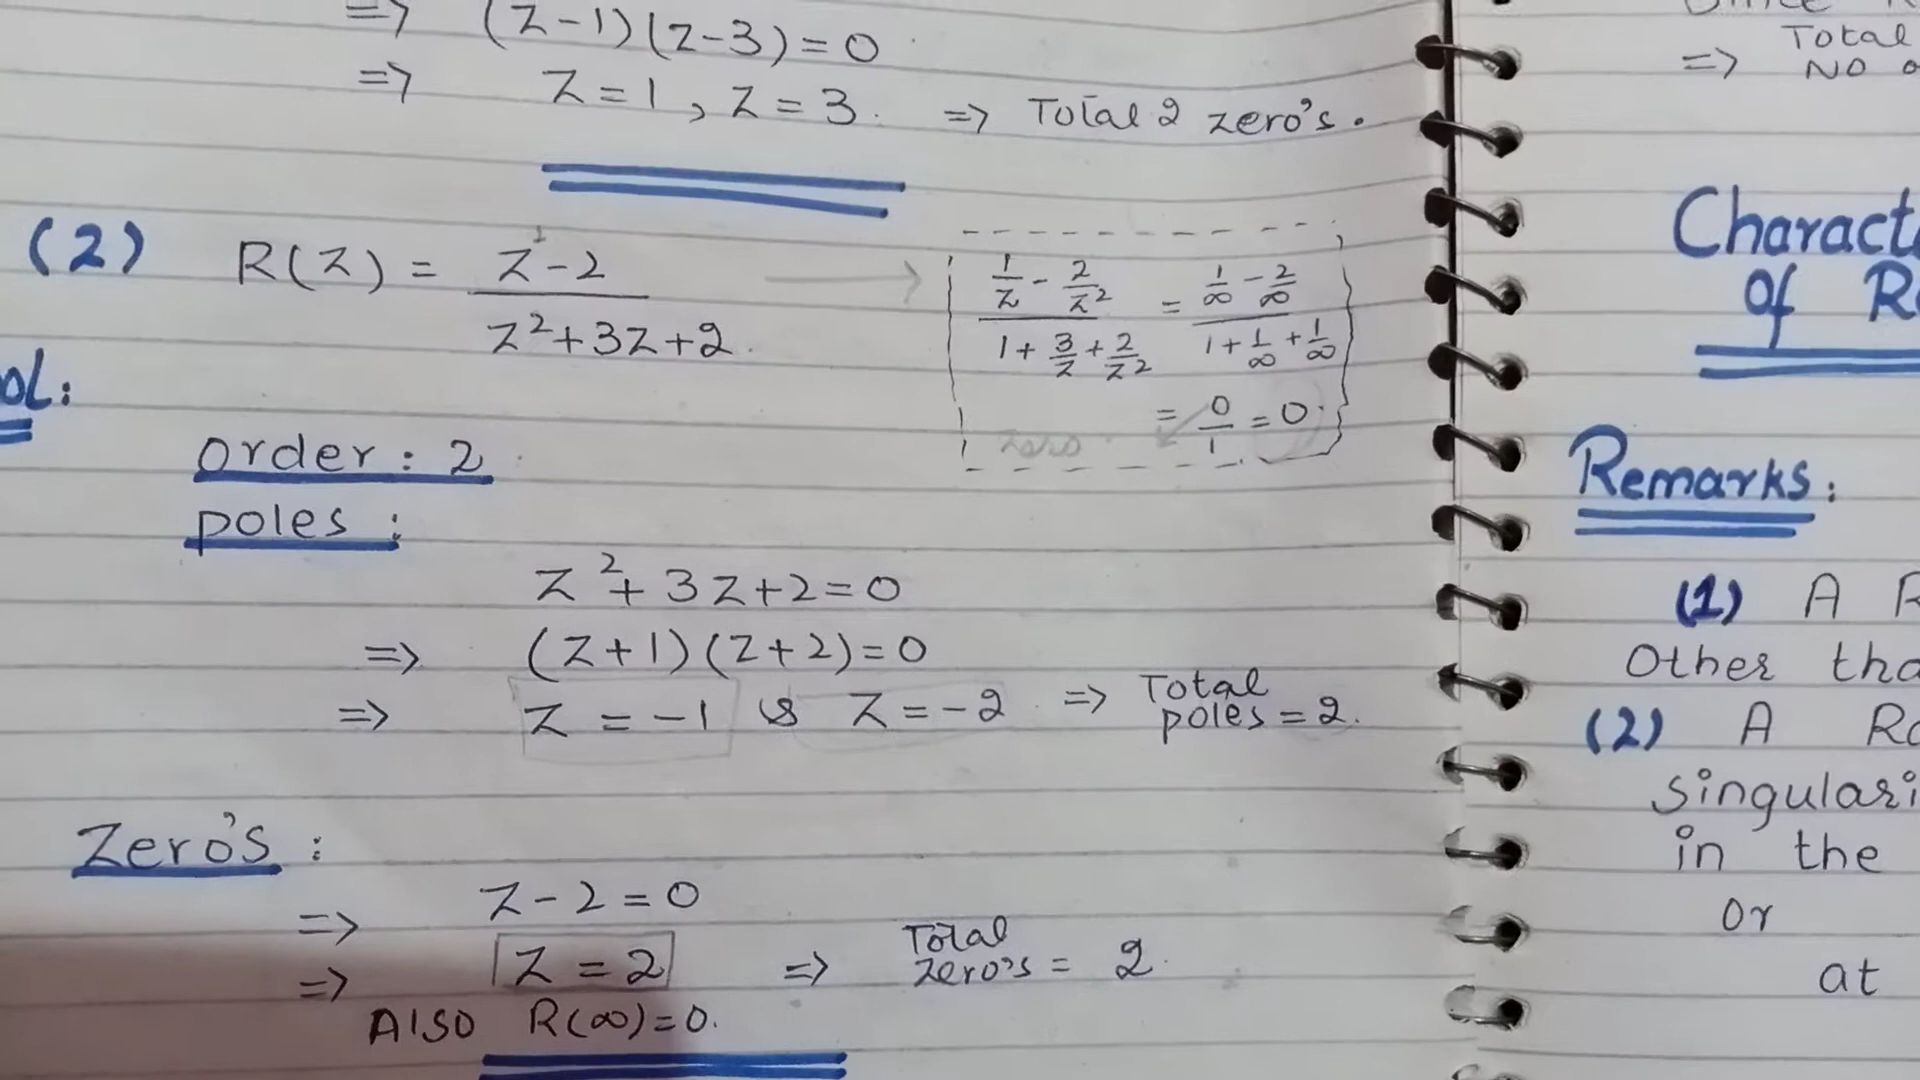 => (z-1)(z-3)=0
=> z=1, z=3. => Total 2 zero's.
(2) R(z) = z-2 / z²+3z+2
1/z - 2/z² / 1 + 3/z + 2/z² = 1/∞ - 2/∞ / 1 + 1/∞ + 1/∞
= 0/1 = 0
zero
ol:
order: 2
poles:
z²+3z+2=0
=> (z+1)(z+2)=0
=> z = -1 & z = -2 => Total poles = 2.
Zero's:
=> z-2=0
=> z = 2 => Total zero's = 2.
Also R(∞)=0.
Total
=> NO
Charact
of R
Remarks:
(1) A R
Other tha
(2) A Ra
singulari
in the
or
at